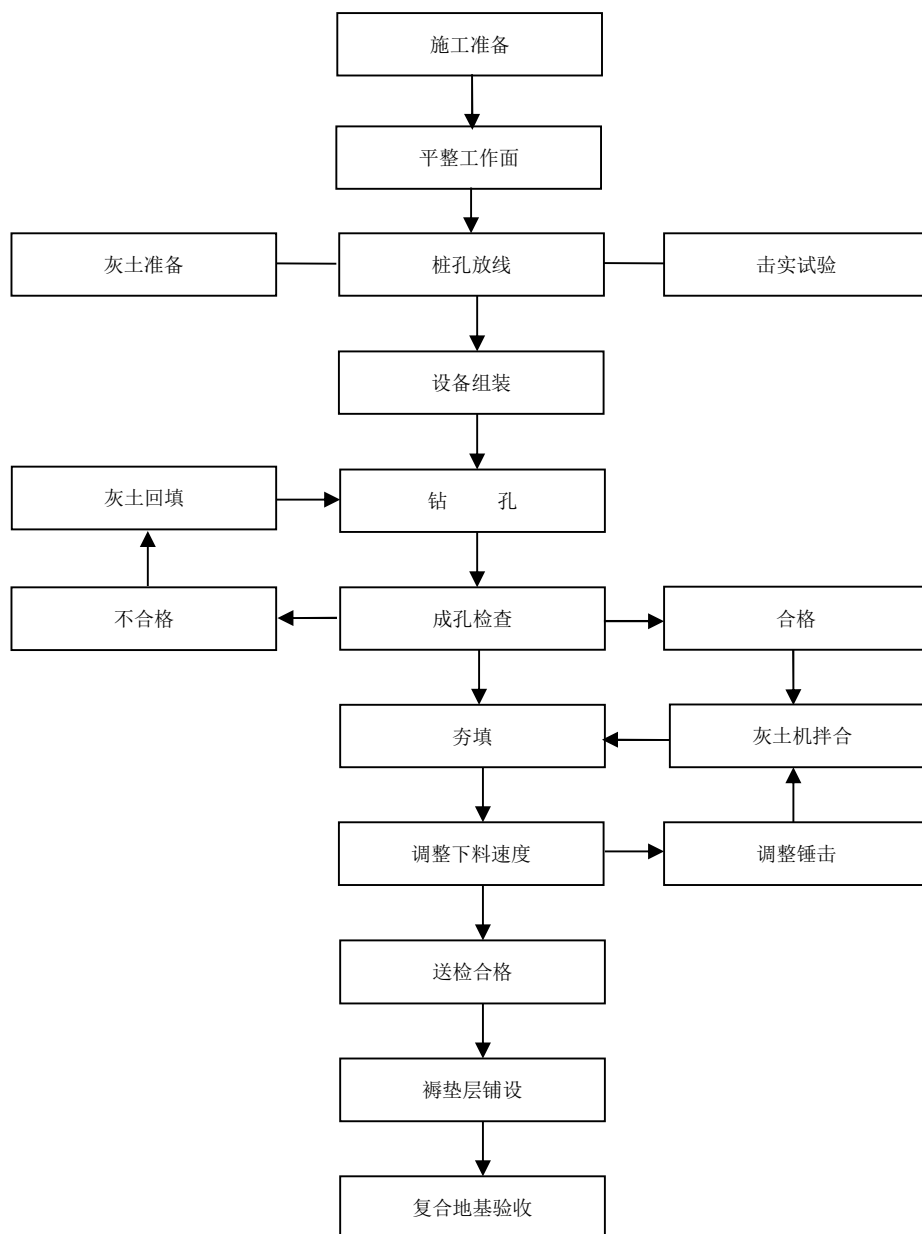 施工准备
平整工作面
灰土准备
桩孔放线
击实试验
设备组装
灰土回填
钻 孔
不合格
成孔检查
合格
夯填
灰土机拌合
调整下料速度
调整锤击
送检合格
褥垫层铺设
复合地基验收